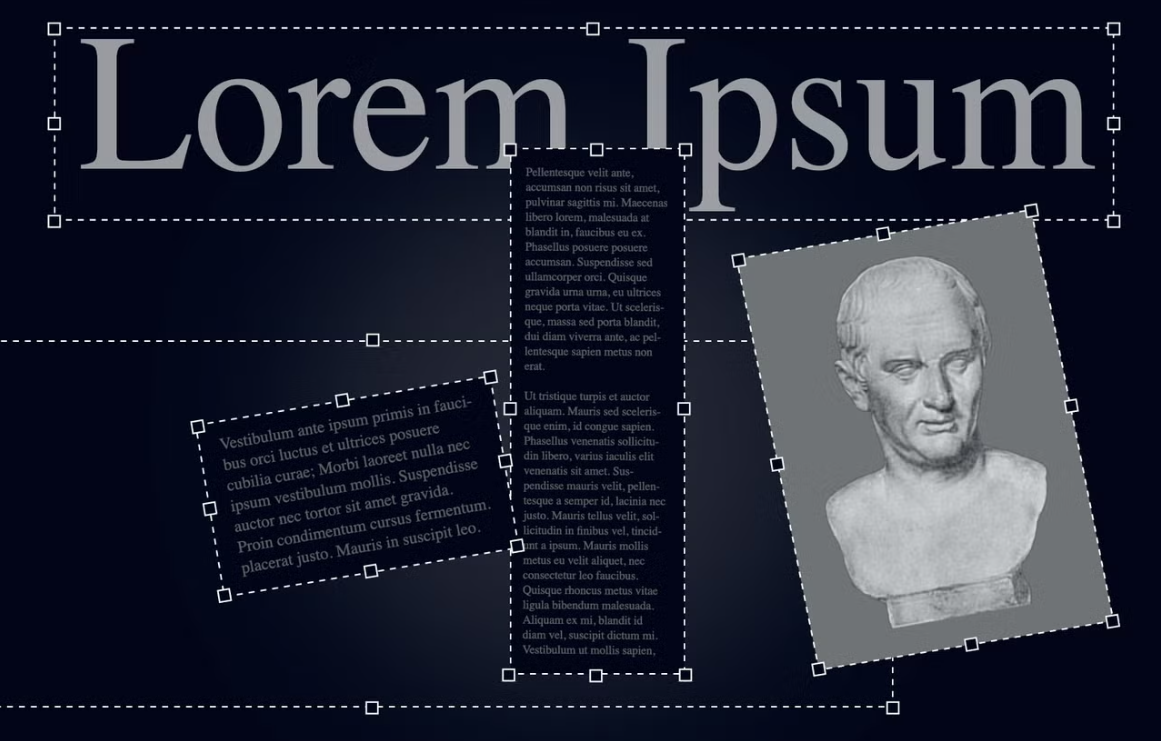 Lorem Ipsum
Pellentesque velit ante,
accumsan non risus sit amet,
pulvinar sagittis mi. Maecenas
libero lorem, malesuada at
blandit in, faucibus eu ex.
Phasellus posuere posuere
accumsan. Suspendisse sed
ullamcorper orci. Quisque
gravida urna urna, eu ultrices
neque porta vitae. Ut sceleris-
que, massa sed porta blandit,
dui diam viverra ante, ac pel-
lentesque sapien metus non
erat.
Ut tristique turpis et auctor
aliquam. Mauris sed sceleris-
que enim, id congue sapien.
Phasellus venenatis sollicitu-
din libero, varius iaculis elit
venenatis sit amet. Sus-
pendisse mauris velit, pellen-
tesque a semper id, lacinia nec
justo. Mauris tellus velit, sol-
licitudin in finibus vel, tincid-
unt a ipsum. Mauris mollis
metus eu velit aliquet, nec
consectetur leo faucibus.
Quisque rhoncus metus vitae
ligula bibendum malesuada.
Aliquam ex mi, blandit id
diam vel, suscipit dictum mi.
Vestibulum ut mollis sapien,
Vestibulum ante ipsum primis in fauci-
bus orci luctus et ultrices posuere
cubilia curae; Morbi laoreet nulla nec
ipsum vestibulum mollis. Suspendisse
auctor nec tortor sit amet gravida.
Proin condimentum cursus fermentum.
placerat justo. Mauris in suscipit leo.